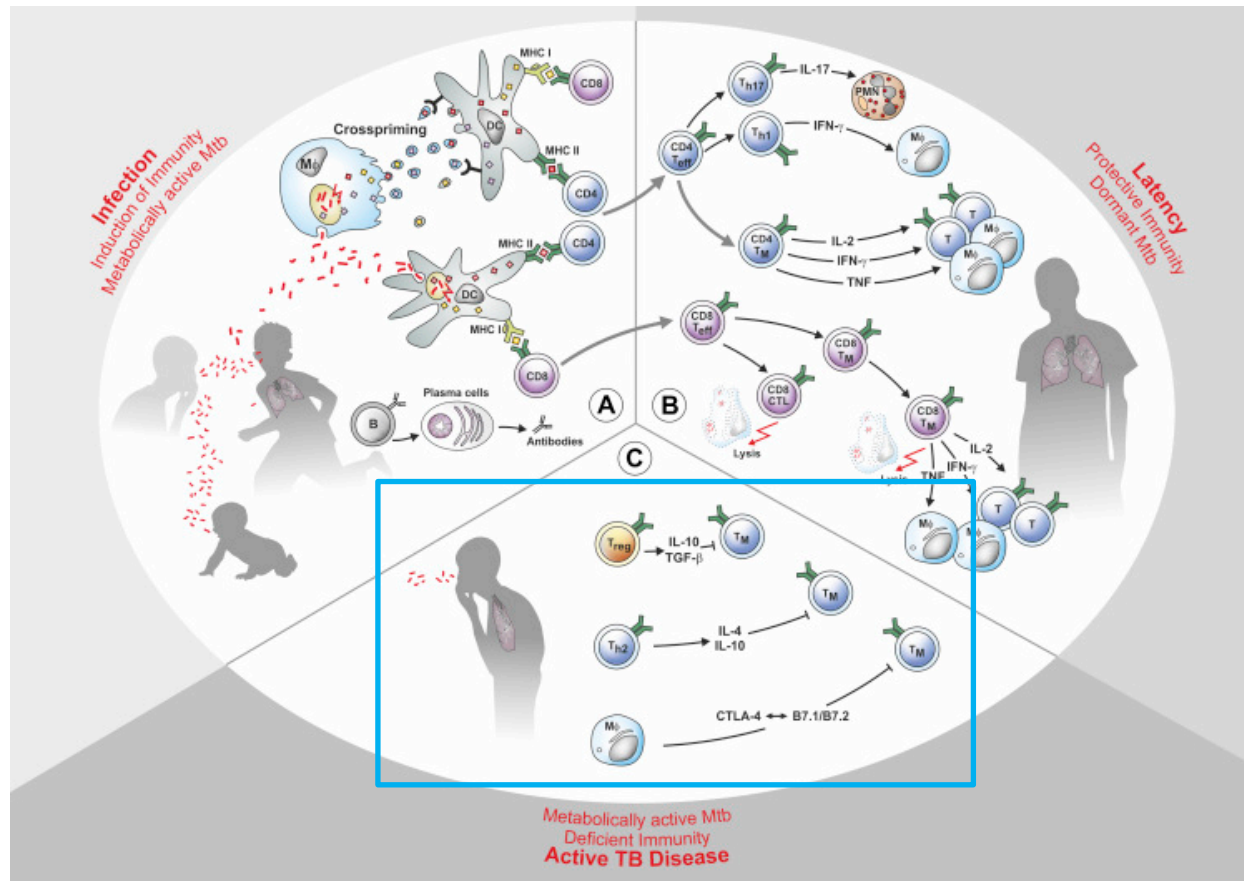 Infection
Induction of Immunity
Metabolically active Mtb
Crosspriming
Mϕ
DC
MHC I
CD8
MHC II
CD4
MHC II
CD4
DC
MHC I
CD8
B
Plasma cells
Antibodies
A
B
C
Latency
Protective Immunity
Dormant Mtb
CD4
Teff
Th17
IL-17
PMN
Th1
IFN-γ
Mϕ
CD4
TM
IL-2
IFN-γ
TNF
T
T
Mϕ
Mϕ
CD8
Teff
CD8
TM
CD8
CTL
Lysis
CD8
TM
Lysis
TNF
IFN-γ
IL-2
Mϕ
Mϕ
T
T
Treg
IL-10
TGF-β
TM
Th2
IL-4
IL-10
TM
Mϕ
CTLA-4
B7.1/B7.2
TM
Metabolically active Mtb
Deficient Immunity
Active TB Disease